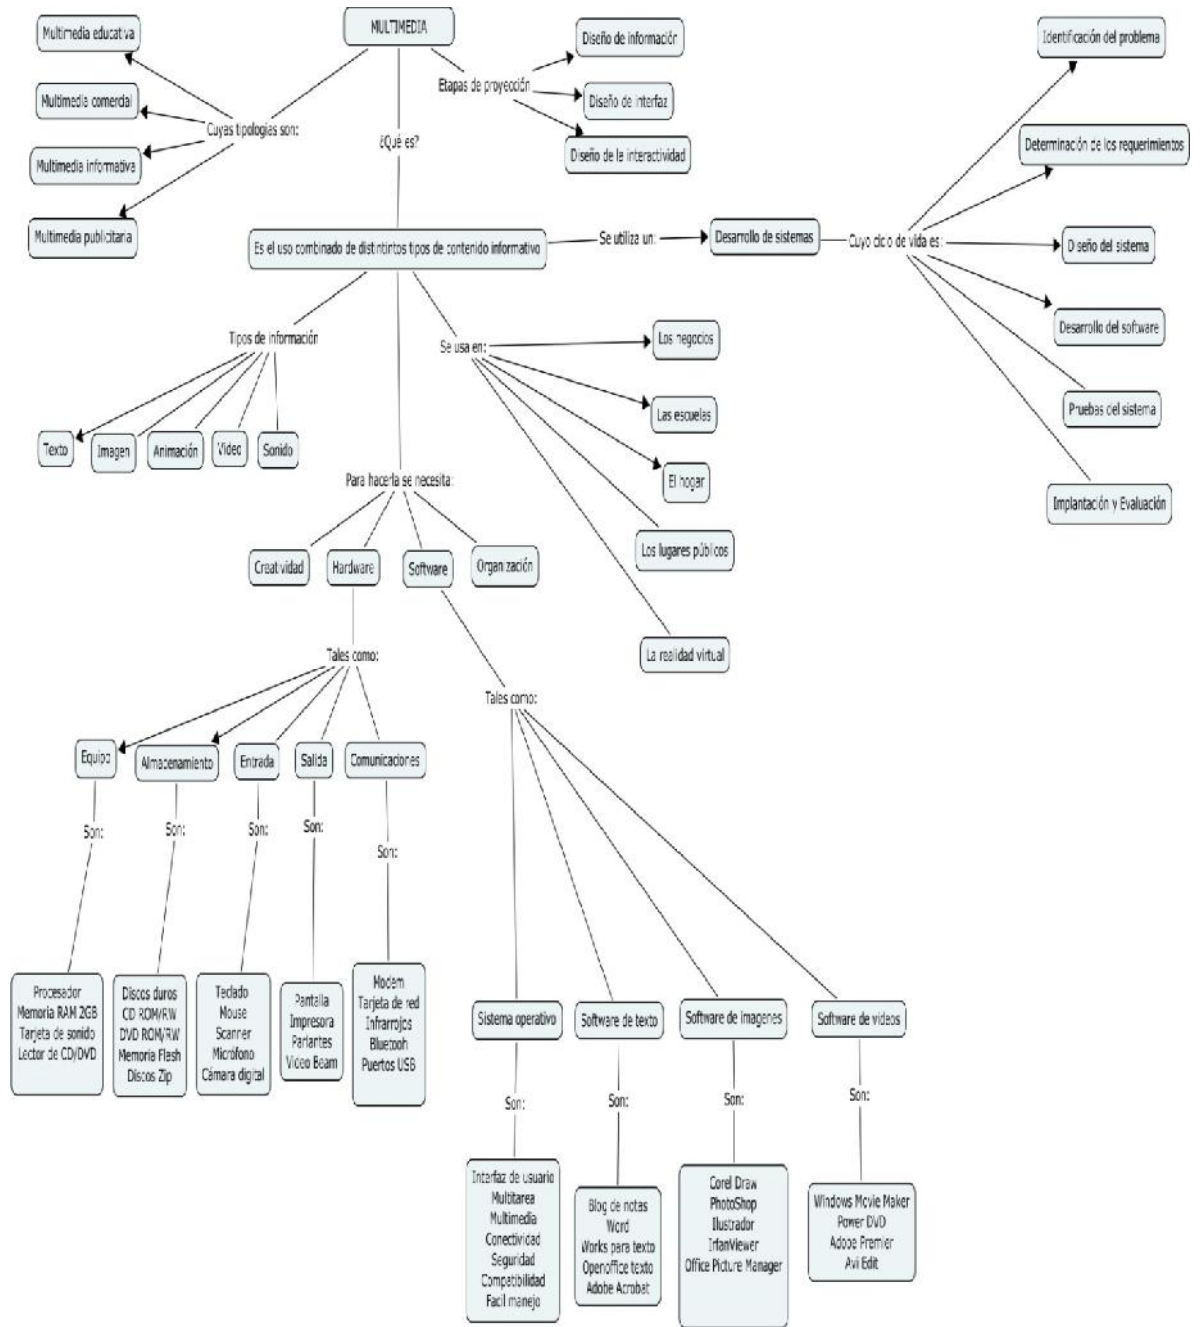 MULTIMEDIA
Multimedia educativa
Multimedia comercial
Cuyas tipologias son:
Multimedia informativa
Multimedia publicitaria
Diseño de información
Etapas de proyección
Diseño de interfaz
Diseño de la interactividad
¿Qué es?
Es el uso combinado de distintintos tipos de contenido informativo
Se utiliza un:
Desarrollo de sistemas
Cuyo ciclo de vida es:
Identificación del problema
Determinación de los requerimientos
Diseño del sistema
Desarrollo del software
Pruebas del sistema
Implantación y Evaluación
Tipos de información
Texto
Imagen
Animación
Video
Sonido
Se usa en:
Los negocios
Las escuelas
El hogar
Los lugares públicos
La realidad virtual
Para hacerla se necesita:
Creatividad
Hardware
Software
Organización
Tales como:
Equipo
Almacenamiento
Entrada
Salida
Comunicaciones
Son:
Son:
Son:
Son:
Son:
Procesador
Memoria RAM 2GB
Tarjeta de sonido
Lector de CD/DVD
Discos duros
CD ROM/RW
DVD ROM/RW
Memoria Flash
Discos Zip
Teclado
Mouse
Scanner
Micrófono
Cámara digital
Pantalla
Impresora
Parlantes
Video Beam
Modem
Tarjeta de red
Infrarrojos
Bluetooh
Puertos USB
Tales como:
Sistema operativo
Software de texto
Software de imagenes
Software de videos
Son:
Son:
Son:
Son:
Interfaz de usuario
Multitarea
Multimedia
Conectividad
Seguridad
Compatibilidad
Facil manejo
Blog de notas
Word
Works para texto
Openoffice texto
Adobe Acrobat
Corel Draw
PhotoShop
Ilustrador
IrfanViewer
Office Picture Manager
Windows Movie Maker
Power DVD
Adobe Premier
Avi Edit